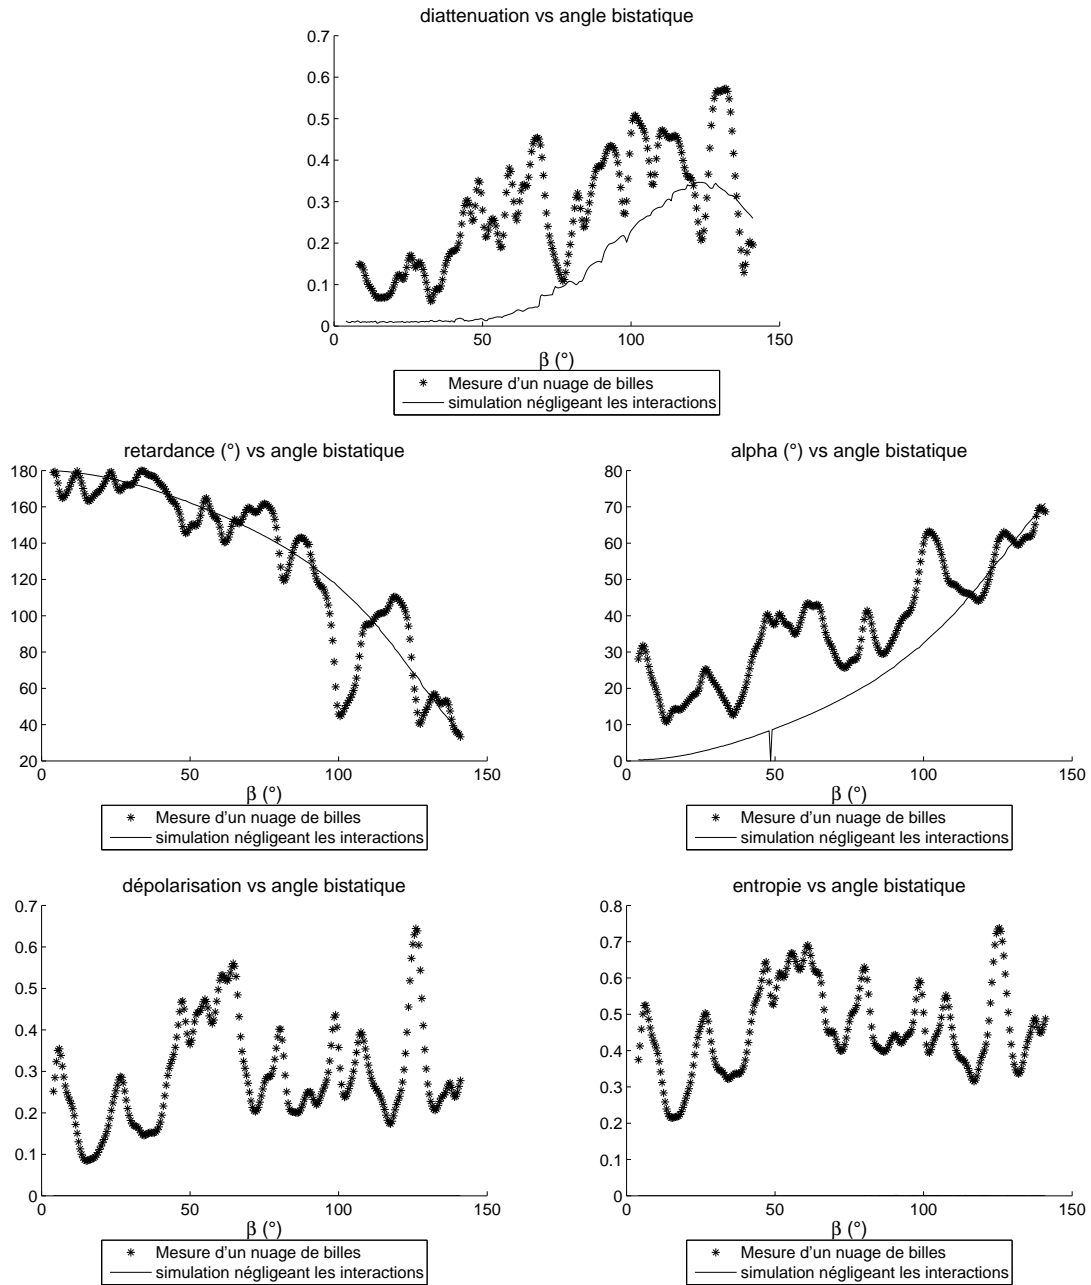 diattenuation vs angle bistatique
0.7
0.6
0.5
0.4
0.3
0.2
0.1
0
0 50 100 150
β (°)
Mesure d'un nuage de billes
simulation négligeant les interactions
retardance (°) vs angle bistatique
180
160
140
120
100
80
60
40
20
0 50 100 150
β (°)
Mesure d'un nuage de billes
simulation négligeant les interactions
alpha (°) vs angle bistatique
80
70
60
50
40
30
20
10
0
0 50 100 150
β (°)
Mesure d'un nuage de billes
simulation négligeant les interactions
dépolarisation vs angle bistatique
0.7
0.6
0.5
0.4
0.3
0.2
0.1
0
0 50 100 150
β (°)
Mesure d'un nuage de billes
simulation négligeant les interactions
entropie vs angle bistatique
0.8
0.7
0.6
0.5
0.4
0.3
0.2
0.1
0
0 50 100 150
β (°)
Mesure d'un nuage de billes
simulation négligeant les interactions